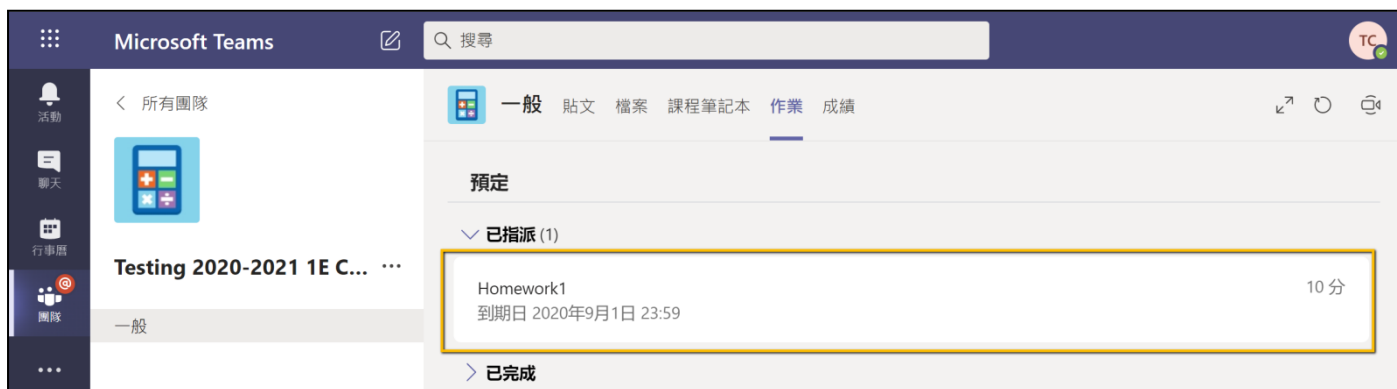 Microsoft Teams
搜尋
TC
活動
聊天
行事曆
@
團隊
所有團隊
Testing 2020-2021 1E C... ...
一般
一般 貼文 檔案 課程筆記本 作業 成績
預定
已指派 (1)
Homework1 10 分
到期日 2020年9月1日 23:59
已完成